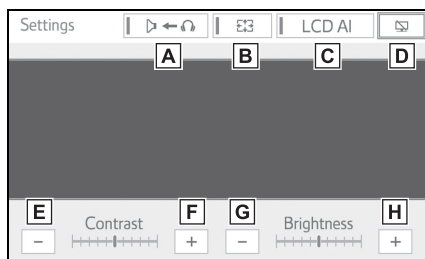 Settings
LCD AI
A
B
C
D
E
F
G
H
Contrast
Brightness
−
+
−
+